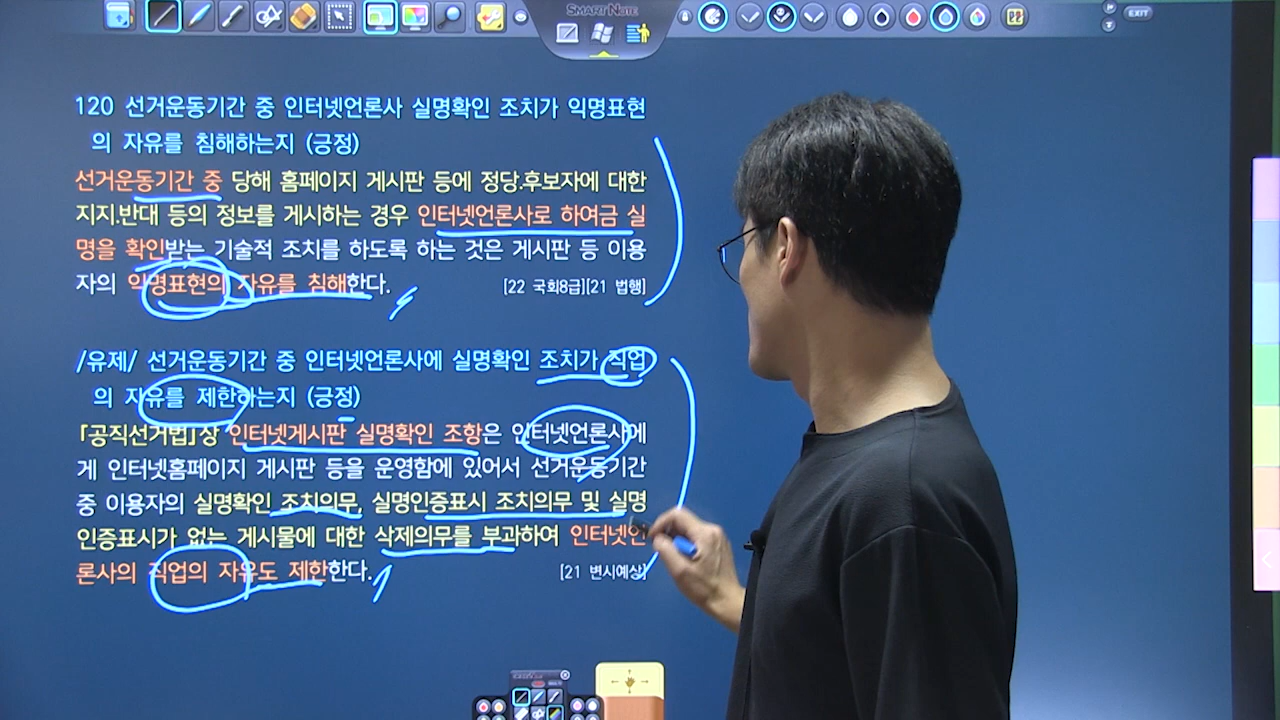 SMART NOTE
EXIT
120 선거운동기간 중 인터넷언론사 실명확인 조치가 익명표현
의 자유를 침해하는지 (긍정)
선거운동기간 중 당해 홈페이지 게시판 등에 정당.후보자에 대한
지지.반대 등의 정보를 게시하는 경우 인터넷언론사로 하여금 실
명을 확인받는 기술적 조치를 하도록 하는 것은 게시판 등 이용
자의 익명표현의 자유를 침해한다. [22 국회8급][21 법행]
/유제/ 선거운동기간 중 인터넷언론사에 실명확인 조치가 직업
의 자유를 제한하는지 (긍정)
「공직선거법」상 인터넷게시판 실명확인 조항은 인터넷언론사에
게 인터넷홈페이지 게시판 등을 운영함에 있어서 선거운동기간
중 이용자의 실명확인 조치의무, 실명인증표시 조치의무 및 실명
인증표시가 없는 게시물에 대한 삭제의무를 부과하여 인터넷언
론사의 직업의 자유도 제한한다. [21 변시예상]